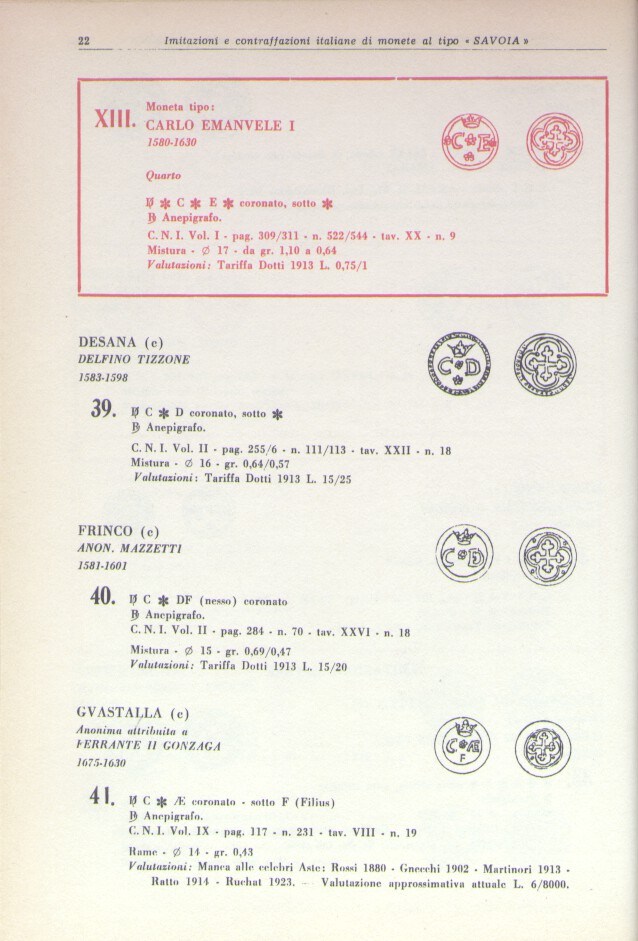 22 Imitazioni e contraffazioni italiane di monete al tipo « SAVOIA »
XIII. Moneta tipo:
CARLO EMANVELE I
1580-1630
C E
Quarto
D/ ✱ C ✱ E ✱ coronato, sotto ✱
R/ Anepigrafo.
C. N. I. Vol. I - pag. 309/311 - n. 522/544 - tav. XX - n. 9
Mistura - ∅ 17 - da gr. 1,10 a 0,64
Valutazioni: Tariffa Dotti 1913 L. 0,75/1
DESANA (c)
DELFINO TIZZONE
1583-1598
C D
39. D/ C ✱ D coronato, sotto ✱
R/ Anepigrafo.
C. N. I. Vol. II - pag. 255/6 - n. 111/113 - tav. XXII - n. 18
Mistura - ∅ 16 - gr. 0,64/0,57
Valutazioni: Tariffa Dotti 1913 L. 15/25
FRINCO (c)
ANON. MAZZETTI
1581-1601
40. D/ C ✱ DF (nesso) coronato
R/ Anepigrafo.
C. N. I. Vol. II - pag. 284 - n. 70 - tav. XXVI - n. 18
Mistura - ∅ 15 - gr. 0,69/0,47
Valutazioni: Tariffa Dotti 1913 L. 15/20
GVASTALLA (c)
Anonima attribuita a
FERRANTE II GONZAGA
1675-1630
C Æ
F
41. D/ C ✱ Æ coronato - sotto F (Filius)
R/ Anepigrafo.
C. N. I. Vol. IX - pag. 117 - n. 231 - tav. VIII - n. 19
Rame - ∅ 14 - gr. 0,43
Valutazioni: Manca alle celebri Aste: Rossi 1880 - Gnecchi 1902 - Martinori 1913 -
Ratto 1914 - Ruchat 1923. — Valutazione approssimativa attuale L. 6/8000.